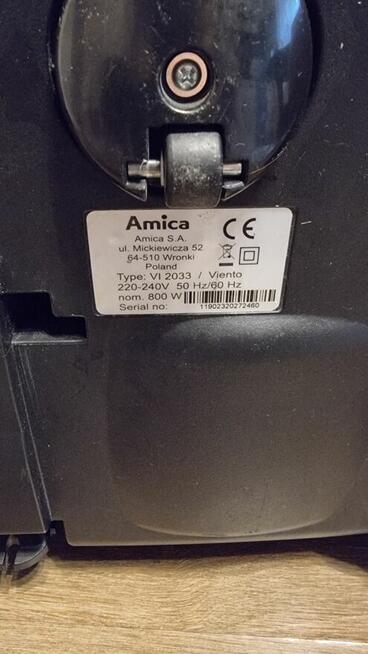 Amica
Amica S.A.
ul. Mickiewicza 52
64-510 Wronki
Poland
Type: VI 2033 / Viento
220-240V 50 Hz/60 Hz
nom. 800 W
Serial no: 11902320272460
CE